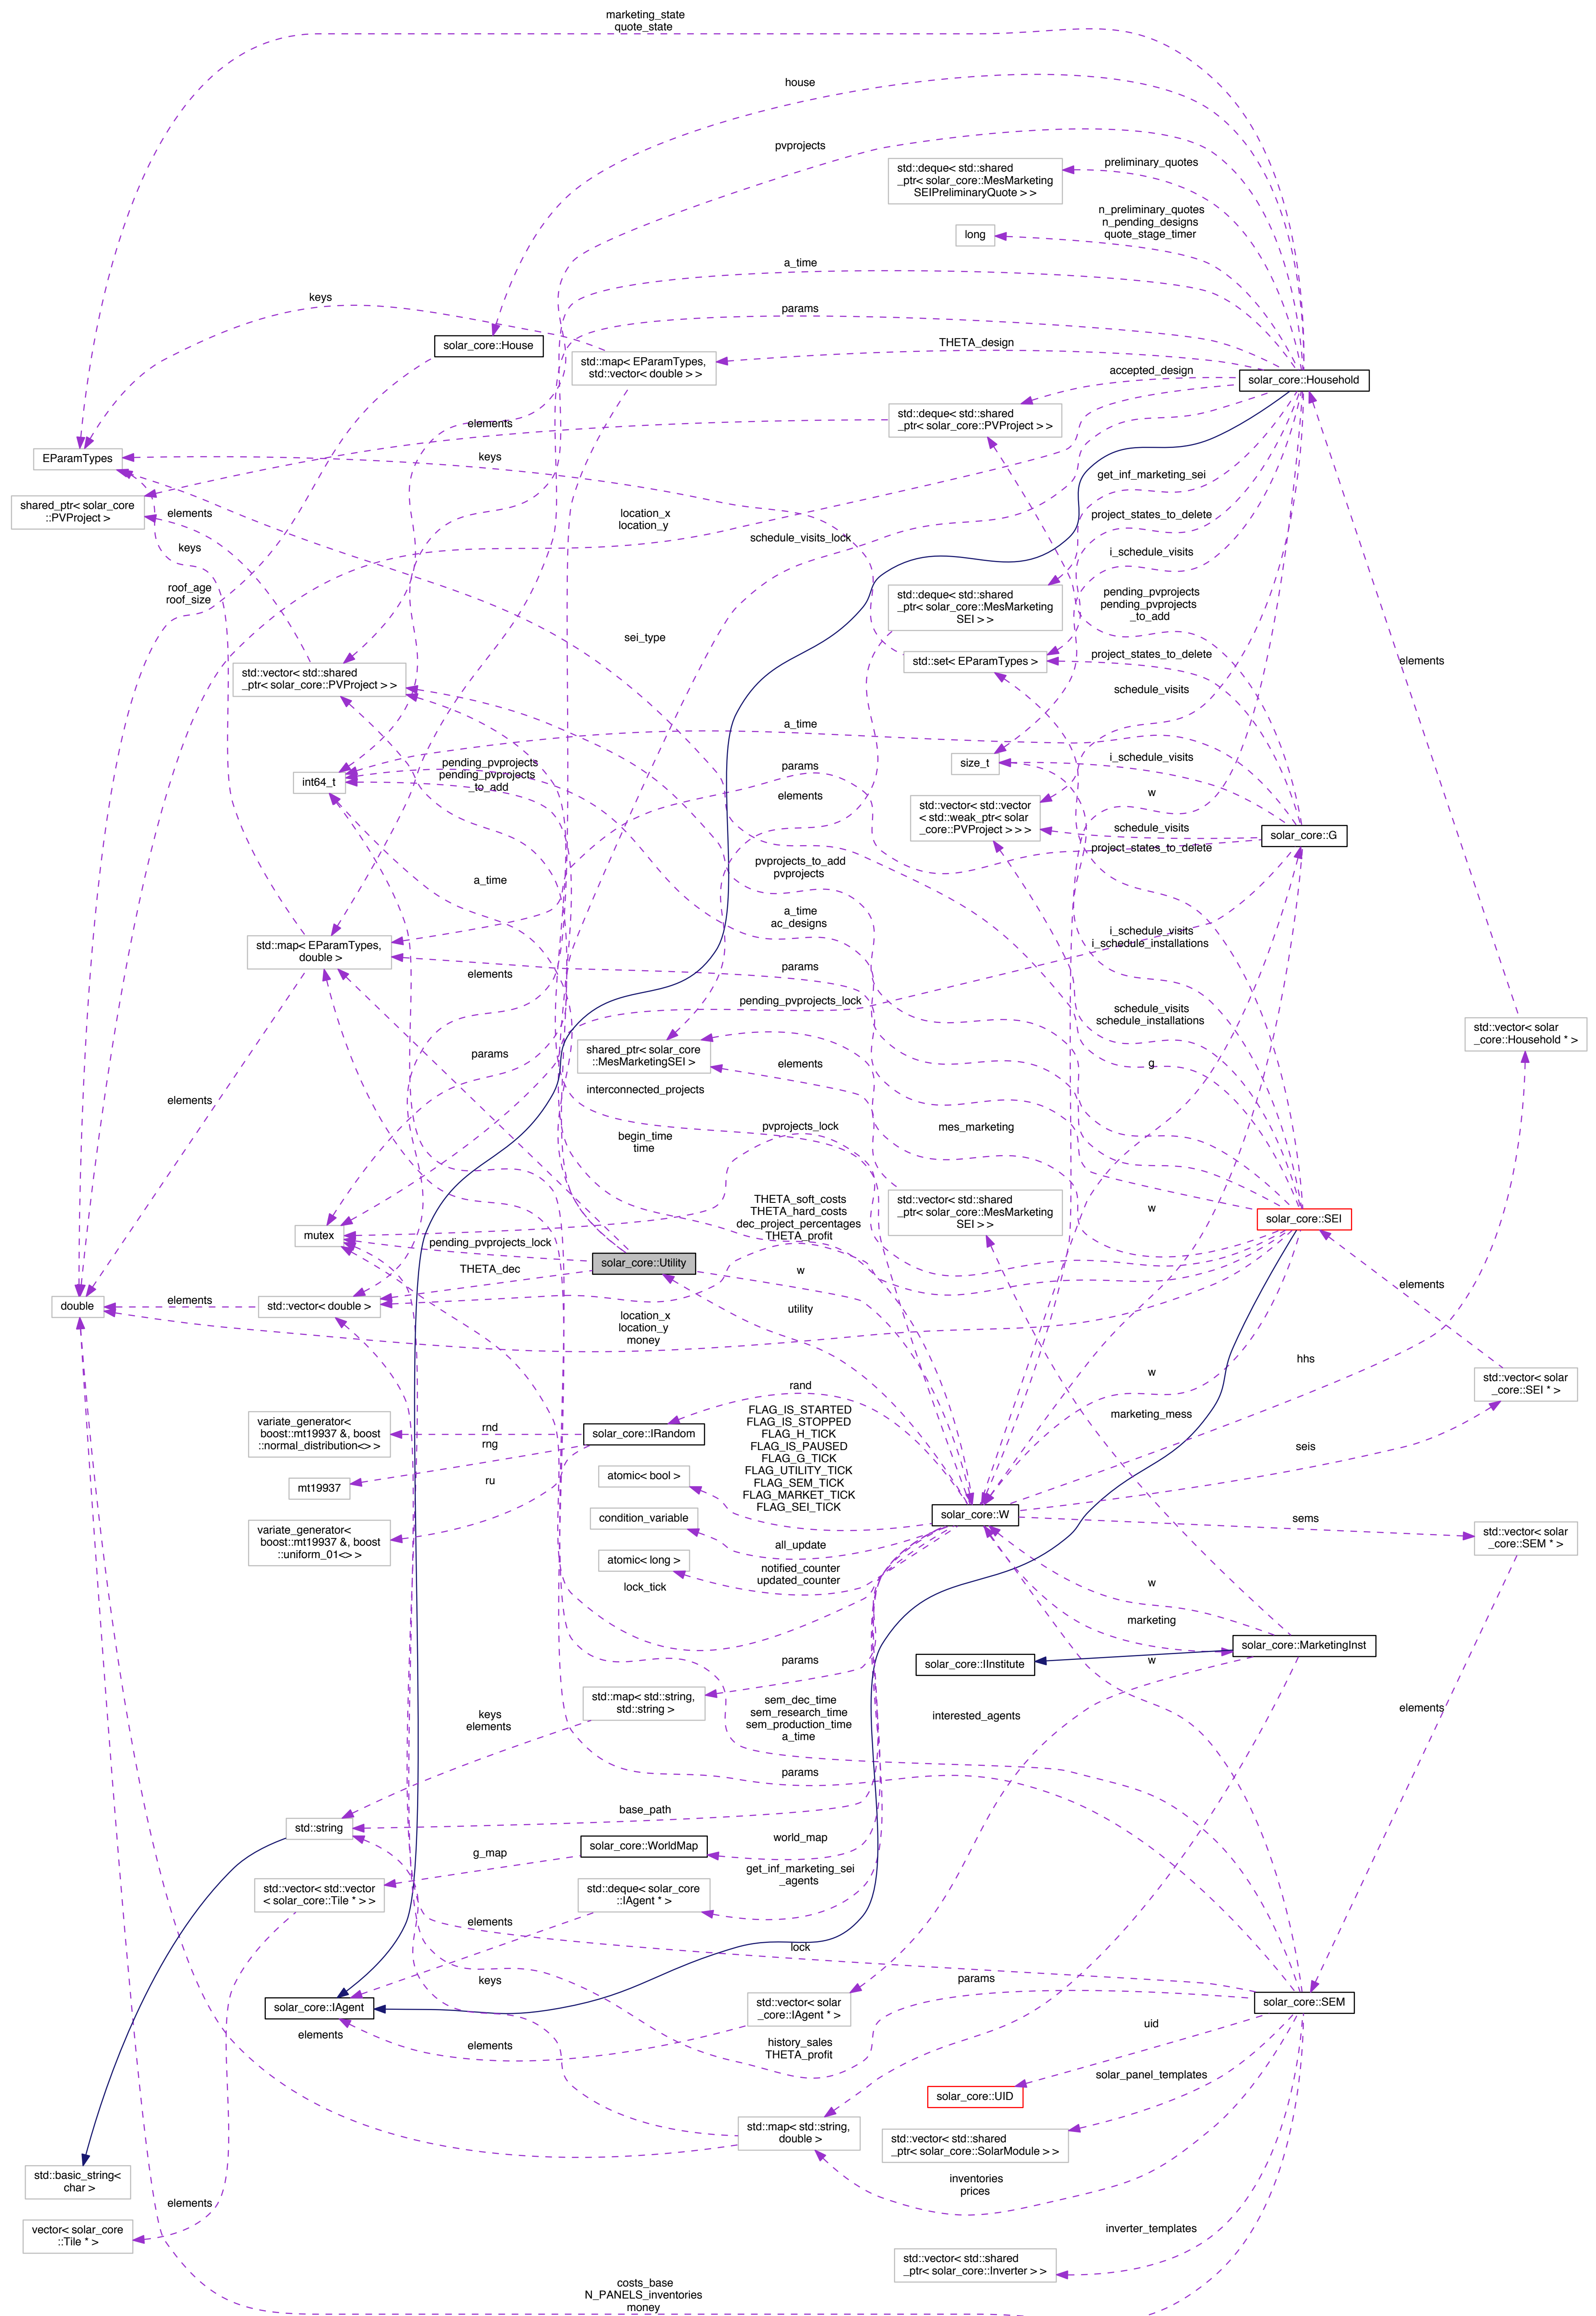 marketing_state
quote_state
house
pvprojects
std::deque< std::shared
_ptr< solar_core::MesMarketing
SEIPreliminaryQuote > >
preliminary_quotes
n_preliminary_quotes
n_pending_designs
quote_stage_timer
long
a_time
keys
params
solar_core::House
std::map< EParamTypes,
std::vector< double > >
THETA_design
solar_core::Household
accepted_design
std::deque< std::shared
_ptr< solar_core::PVProject > >
elements
EParamTypes
keys
get_inf_marketing_sei
shared_ptr< solar_core
::PVProject >
elements
location_x
location_y
project_states_to_delete
schedule_visits_lock
keys
i_schedule_visits
roof_age
roof_size
std::deque< std::shared
_ptr< solar_core::MesMarketing
SEI > >
pending_pvprojects
pending_pvprojects
_to_add
sei_type
std::set< EParamTypes >
project_states_to_delete
elements
std::vector< std::shared
_ptr< solar_core::PVProject > >
schedule_visits
a_time
i_schedule_visits
size_t
pending_pvprojects
pending_pvprojects
_to_add
int64_t
params
elements
w
std::vector< std::vector
< std::weak_ptr< solar
_core::PVProject > > >
schedule_visits
solar_core::G
project_states_to_delete
pvprojects_to_add
pvprojects
a_time
a_time
ac_designs
i_schedule_visits
i_schedule_installations
std::map< EParamTypes,
double >
elements
params
pending_pvprojects_lock
schedule_visits
schedule_installations
std::vector< solar
_core::Household * >
params
shared_ptr< solar_core
::MesMarketingSEI >
elements
g
elements
interconnected_projects
begin_time
time
pvprojects_lock
mes_marketing
THETA_soft_costs
THETA_hard_costs
dec_project_percentages
THETA_profit
std::vector< std::shared
_ptr< solar_core::MesMarketing
SEI > >
w
solar_core::SEI
mutex
pending_pvprojects_lock
solar_core::Utility
THETA_dec
w
elements
double
elements
std::vector< double >
location_x
location_y
money
utility
hhs
w
std::vector< solar
_core::SEI * >
rand
marketing_mess
variate_generator<
boost::mt19937 &, boost
::normal_distribution<> >
rnd
solar_core::IRandom
FLAG_IS_STARTED
FLAG_IS_STOPPED
FLAG_H_TICK
FLAG_IS_PAUSED
FLAG_G_TICK
FLAG_UTILITY_TICK
FLAG_SEM_TICK
FLAG_MARKET_TICK
FLAG_SEI_TICK
rng
seis
mt19937
ru
atomic< bool >
condition_variable
solar_core::W
sems
std::vector< solar
_core::SEM * >
variate_generator<
boost::mt19937 &, boost
::uniform_01<> >
all_update
atomic< long >
notified_counter
updated_counter
lock_tick
w
marketing
solar_core::MarketingInst
solar_core::IInstitute
w
params
std::map< std::string,
std::string >
sem_dec_time
sem_research_time
sem_production_time
a_time
interested_agents
elements
keys
elements
params
base_path
std::string
world_map
solar_core::WorldMap
g_map
get_inf_marketing_sei
_agents
std::vector< std::vector
< solar_core::Tile * > >
std::deque< solar_core
::IAgent * >
elements
lock
keys
params
solar_core::IAgent
std::vector< solar
_core::IAgent * >
solar_core::SEM
elements
elements
history_sales
THETA_profit
uid
solar_core::UID
solar_panel_templates
std::map< std::string,
double >
std::vector< std::shared
_ptr< solar_core::SolarModule > >
std::basic_string<
char >
inventories
prices
elements
vector< solar_core
::Tile * >
inverter_templates
std::vector< std::shared
_ptr< solar_core::Inverter > >
costs_base
N_PANELS_inventories
money